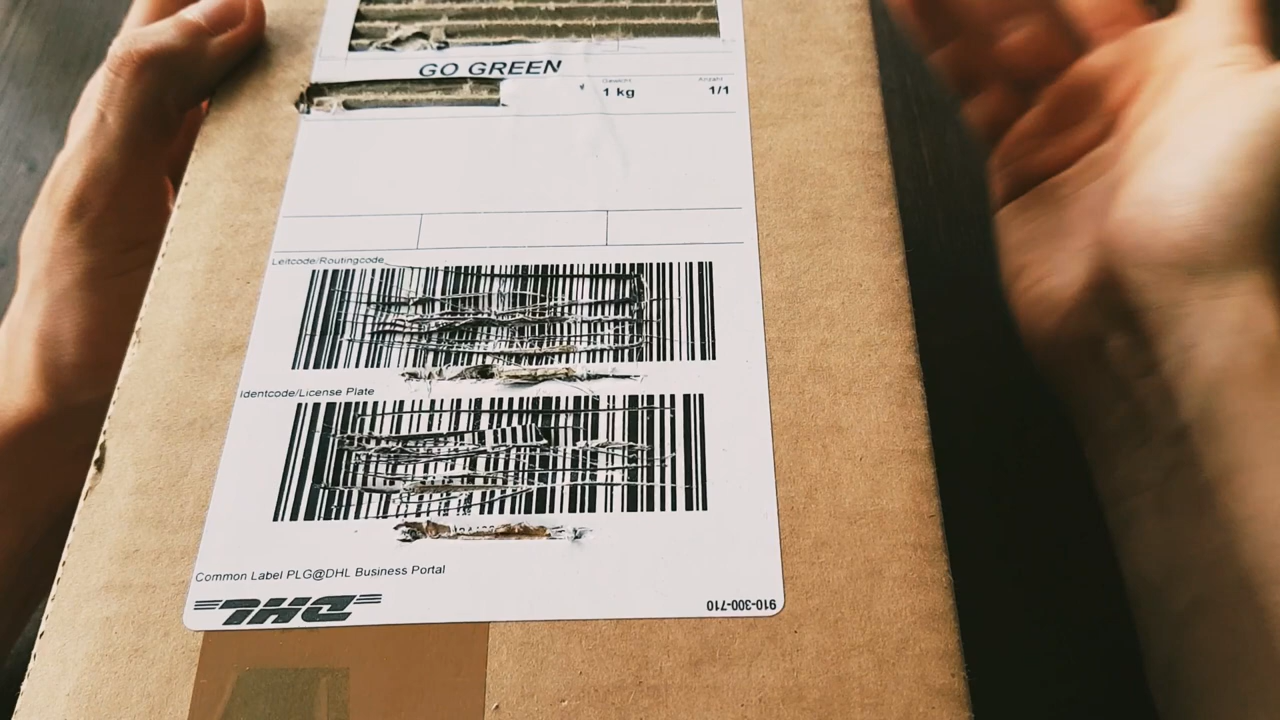 GO GREEN
Gewicht
Anzahl
1 kg
1/1
Leitcode/Routingcode
Identcode/License Plate
Common Label PLG@DHL Business Portal
DHL
910-300-710